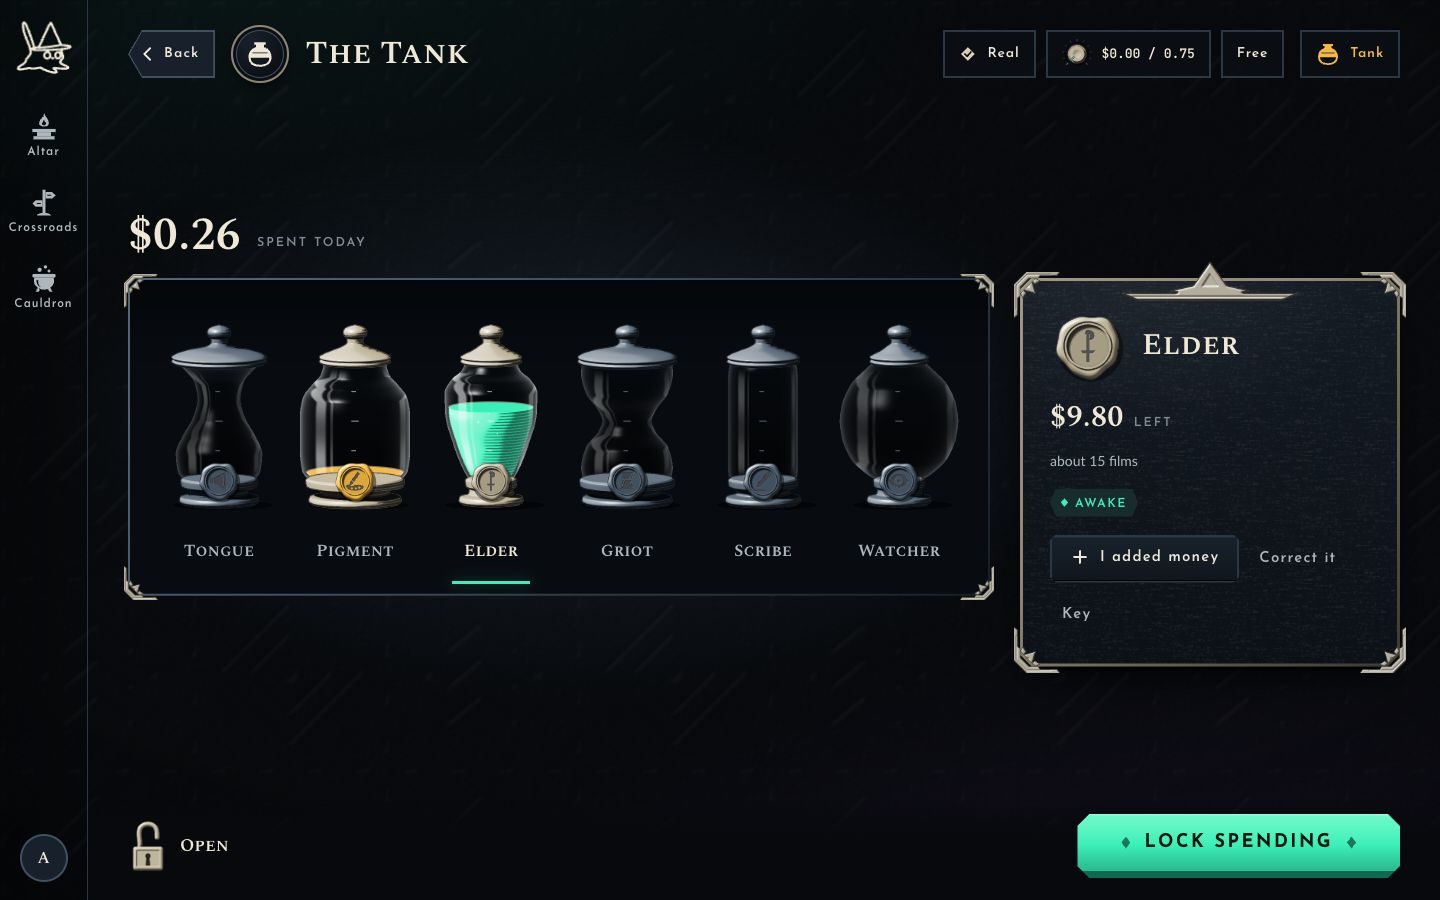 Back
The Tank
Real
$0.00 / 0.75
Free
Tank
Altar
Crossroads
Cauldron
$0.26 SPENT TODAY
Tongue
Pigment
Elder
Griot
Scribe
Watcher
Elder
$9.80 LEFT
about 15 films
AWAKE
I added money
Correct it
Key
A
Open
LOCK SPENDING